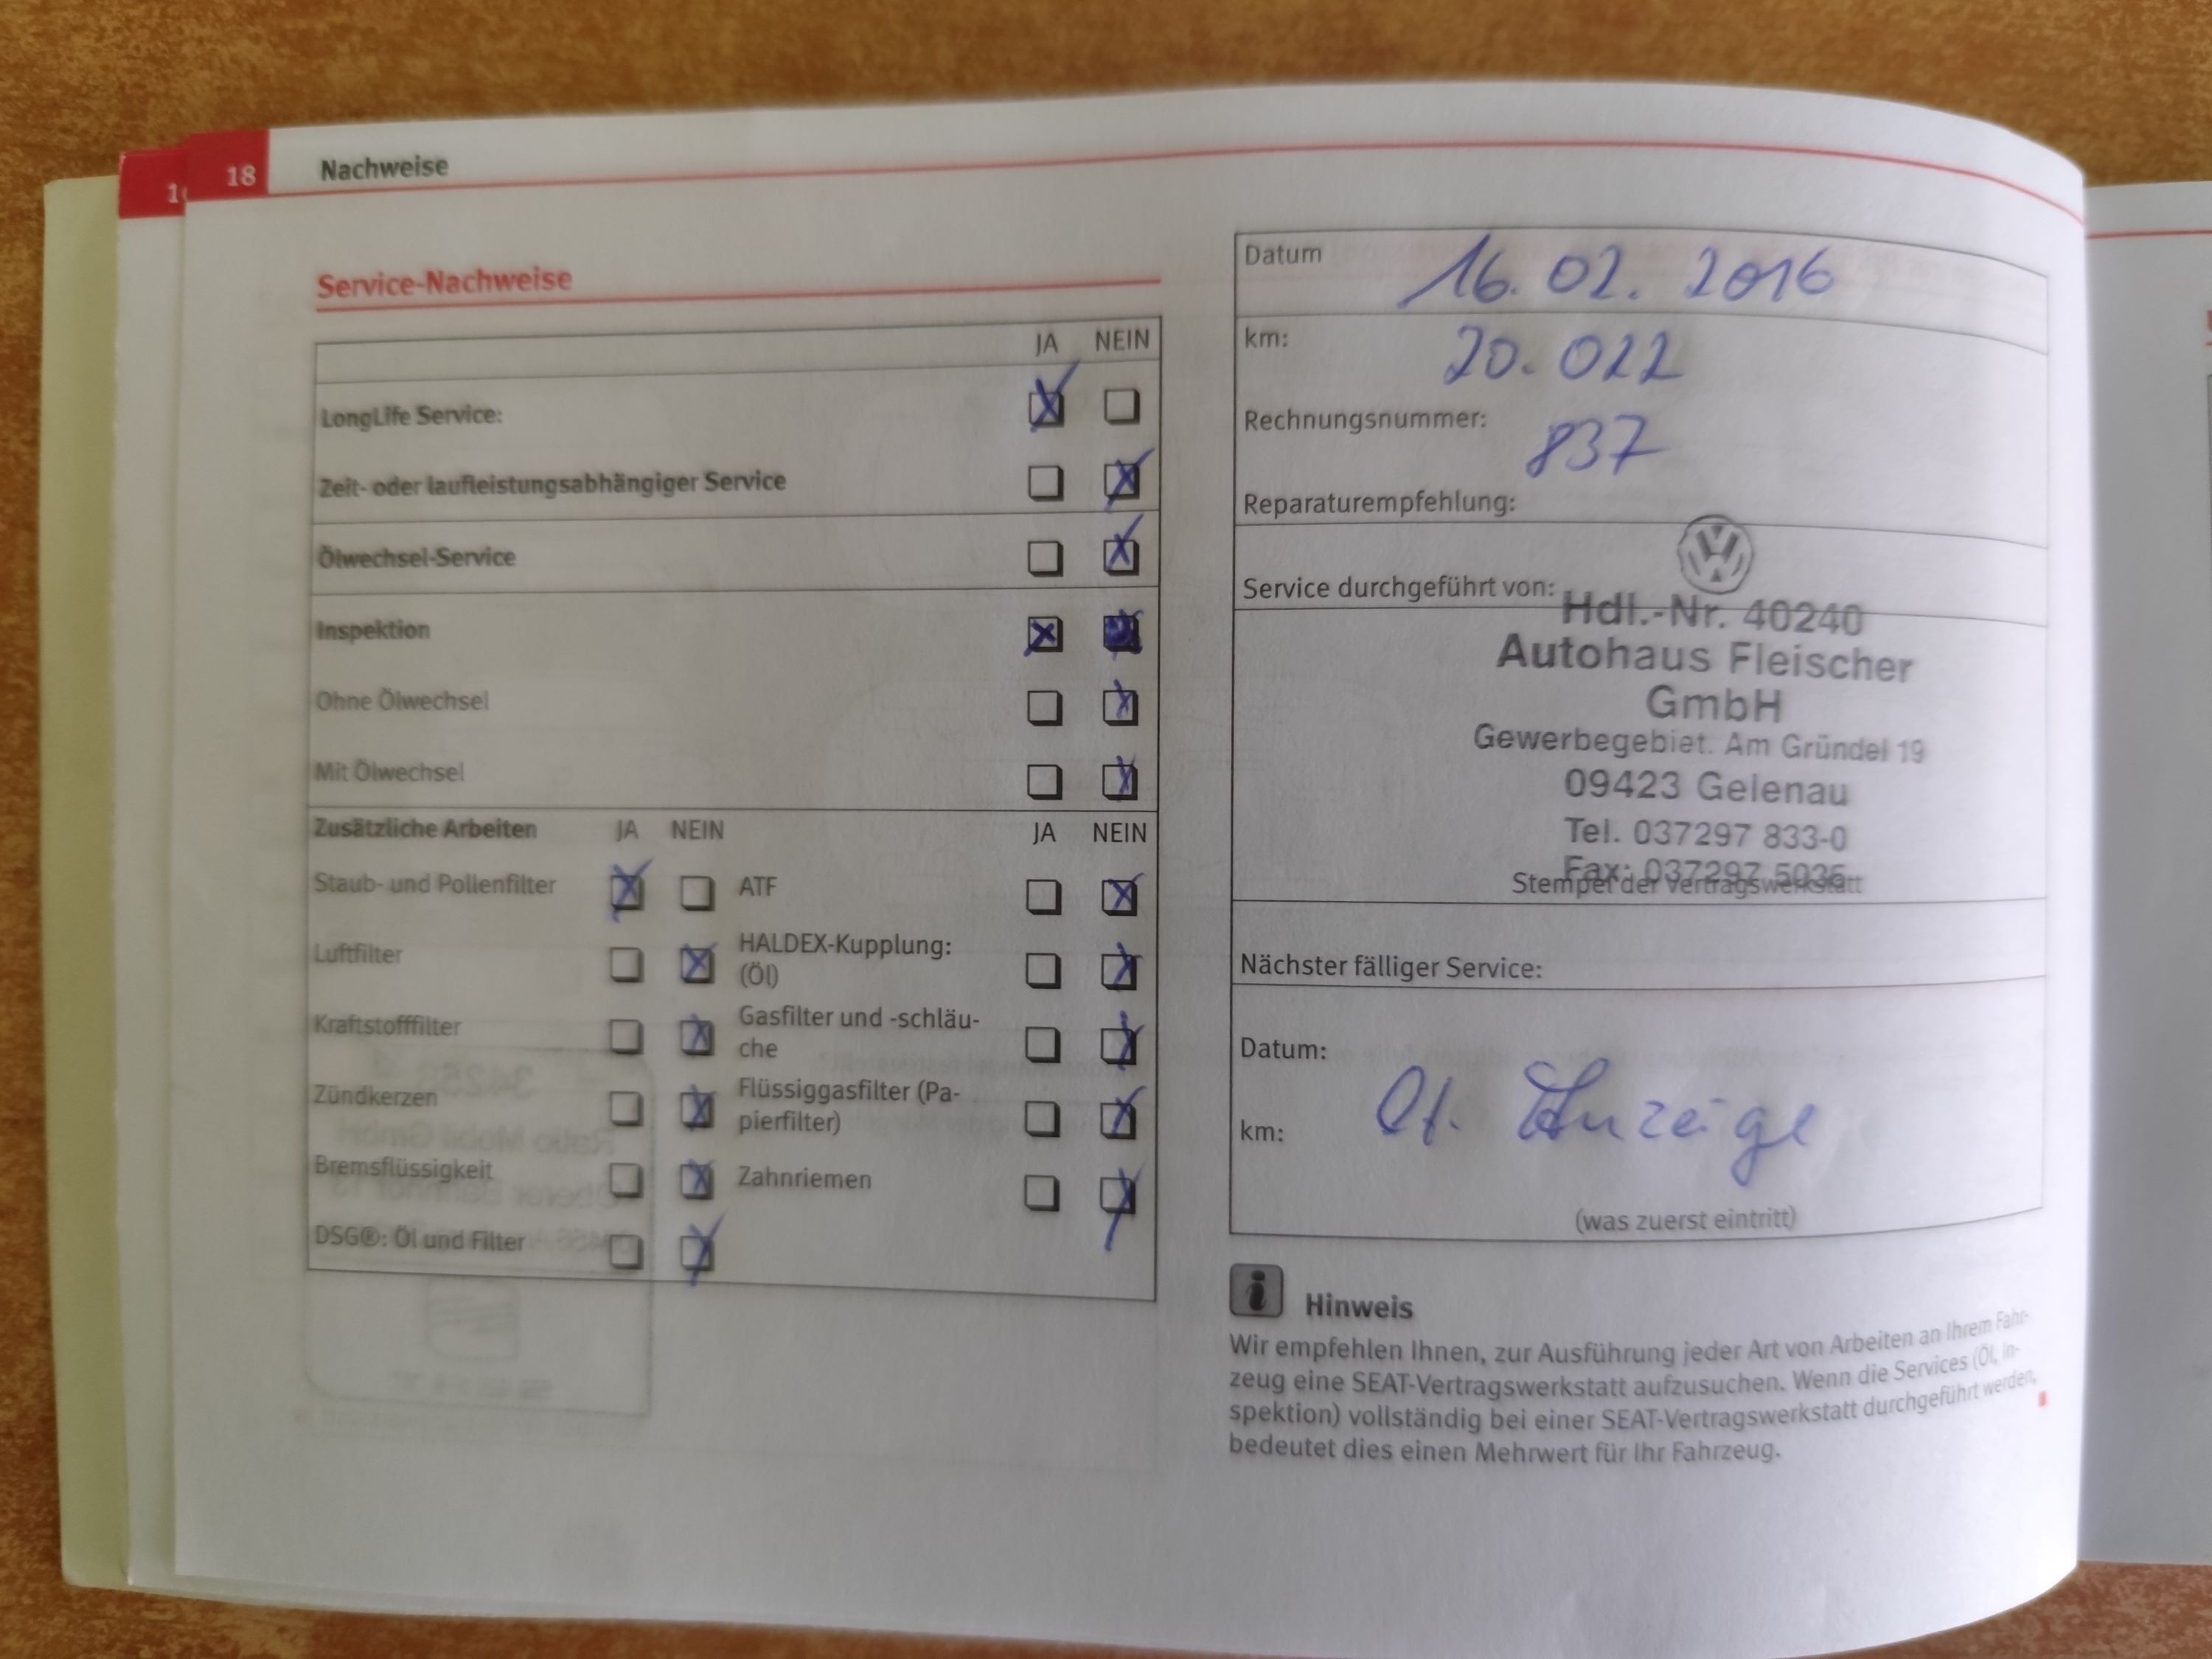 18
Nachweise
Service-Nachweise
JA NEIN
LongLife Service:
Zeit- oder laufleistungsabhängiger Service
Ölwechsel-Service
Inspektion
Ohne Ölwechsel
Mit Ölwechsel
Zusätzliche Arbeiten JA NEIN JA NEIN
Staub- und Pollenfilter ATF
Luftfilter HALDEX-Kupplung:
(Öl)
Kraftstofffilter Gasfilter und -schläu-
che
Zündkerzen Flüssiggasfilter (Pa-
pierfilter)
Bremsflüssigkeit Zahnriemen
DSG®: Öl und Filter
Datum 16.02.2016
km: 20.022
Rechnungsnummer: 837
Reparaturempfehlung:
Service durchgeführt von:
Hdl.-Nr. 40240
Autohaus Fleischer
GmbH
Gewerbegebiet. Am Gründel 19
09423 Gelenau
Tel. 037297 833-0
Fax: 037297 5036
Stempel der Vertragswerkstatt
Nächster fälliger Service:
Datum:
km: lt. Anzeige
(was zuerst eintritt)
Hinweis
Wir empfehlen Ihnen, zur Ausführung jeder Art von Arbeiten an Ihrem Fahr-
zeug eine SEAT-Vertragswerkstatt aufzusuchen. Wenn die Services (Öl, In-
spektion) vollständig bei einer SEAT-Vertragswerkstatt durchgeführt werden,
bedeutet dies einen Mehrwert für Ihr Fahrzeug.